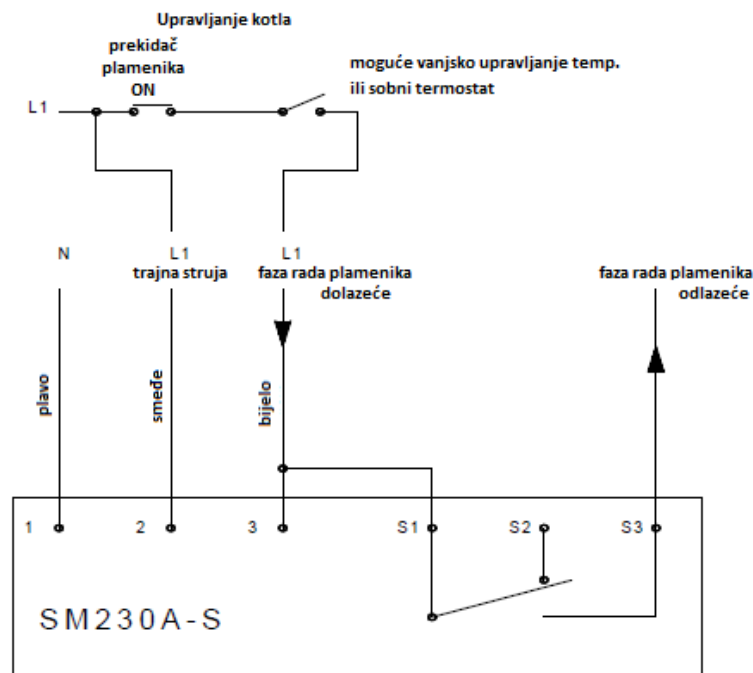 Upravljanje kotla
prekidač
plamenika
ON
moguće vanjsko upravljanje temp.
ili sobni termostat
L1
N
L1
L1
trajna struja
faza rada plamenika
dolazeće
faza rada plamenika
odlazeće
plavo
smeđe
bijelo
1
2
3
S1
S2
S3
SM230A-S